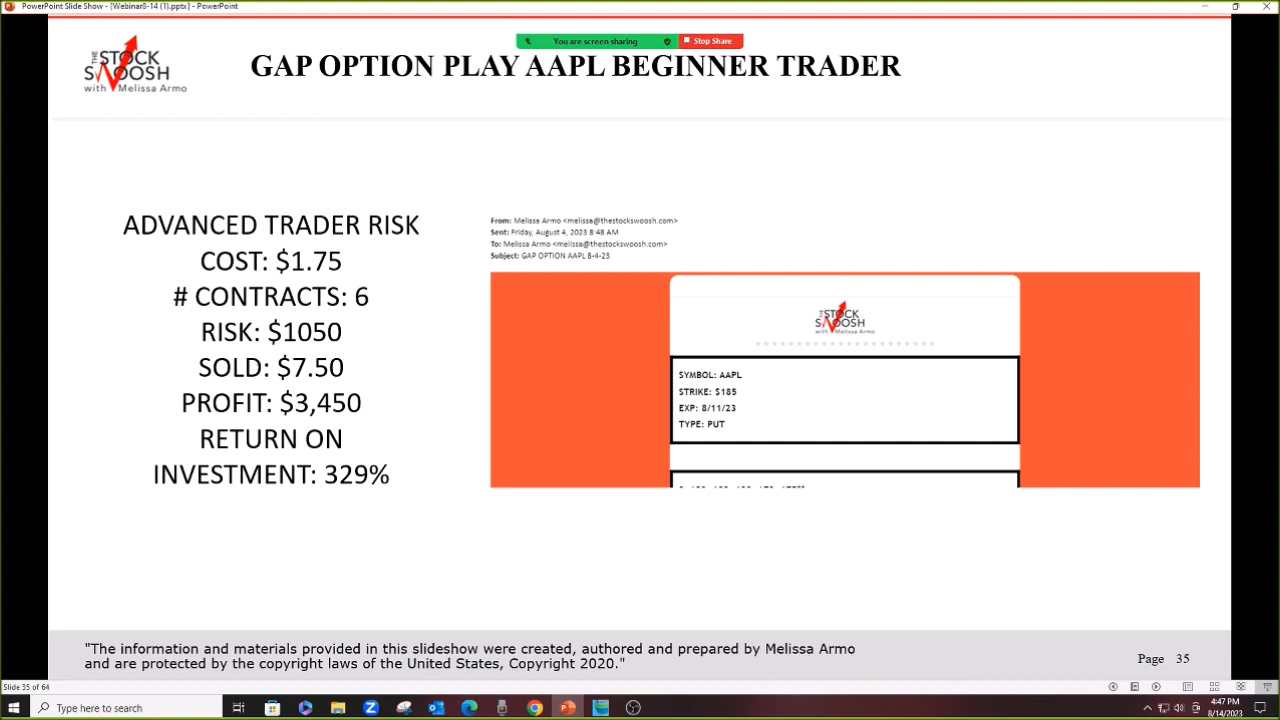 PowerPoint Slide Show - [Webinar8-14 (1).pptx] - PowerPoint
You are screen sharing
Stop Share
THE
STOCK
SWOOSH
with Melissa Armo
GAP OPTION PLAY AAPL BEGINNER TRADER
ADVANCED TRADER RISK
COST: $1.75
# CONTRACTS: 6
RISK: $1050
SOLD: $7.50
PROFIT: $3,450
RETURN ON
INVESTMENT: 329%
From: Melissa Armo <melissa@thestockswoosh.com>
Sent: Friday, August 4, 2023 8:48 AM
To: Melissa Armo <melissa@thestockswoosh.com>
Subject: GAP OPTION AAPL 8-4-23
THE
STOCK
SWOOSH
with Melissa Armo
SYMBOL: AAPL
STRIKE: $185
EXP: 8/11/23
TYPE: PUT
"The information and materials provided in this slideshow were created, authored and prepared by Melissa Armo
and are protected by the copyright laws of the United States, Copyright 2020."
Page 35
Slide 35 of 64
Type here to search
4:47 PM
8/14/2023